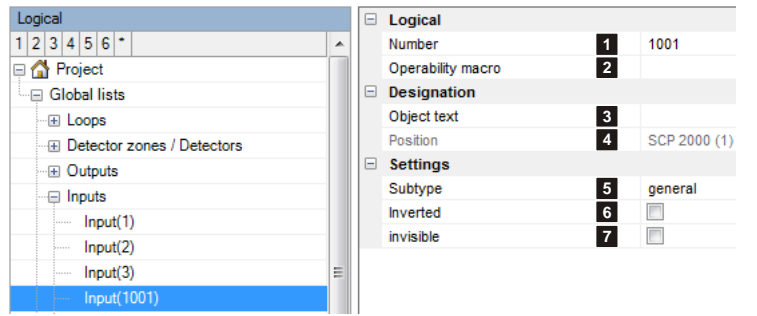 Logical
1 2 3 4 5 6 *
Project
Global lists
Loops
Detector zones / Detectors
Outputs
Inputs
Input(1)
Input(2)
Input(3)
Input(1001)
Logical
Number 1 1001
Operability macro 2
Designation
Object text 3
Position 4 SCP 2000 (1)
Settings
Subtype 5 general
Inverted 6
invisible 7